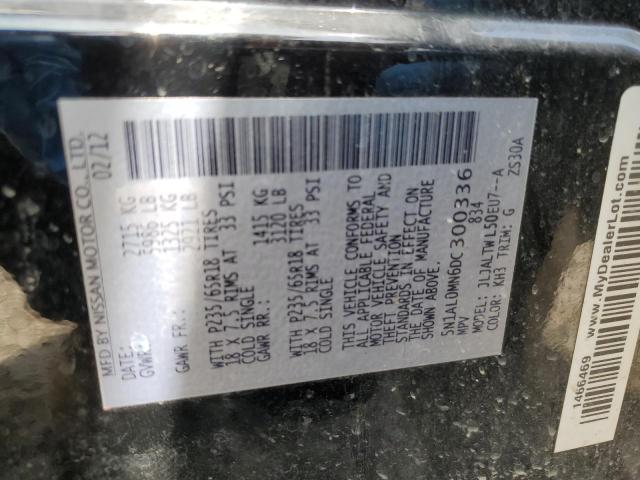 MFD BY NISSAN MOTOR CO., LTD.
DATE: 02/12
GVWR: 2715 KG
5986 LB
GAWR FR.: 1325 KG
2921 LB
WITH P235/65R18 TIRES
18 X 7.5 RIMS AT 33 PSI
COLD SINGLE
GAWR RR.: 1415 KG
3120 LB
WITH P235/65R18 TIRES
18 X 7.5 RIMS AT 33 PSI
COLD SINGLE
THIS VEHICLE CONFORMS TO
ALL APPLICABLE FEDERAL
MOTOR VEHICLE SAFETY AND
THEFT PREVENTION
STANDARDS IN EFFECT ON
THE DATE OF MANUFACTURE
SHOWN ABOVE.
5N1AL0MN6DC300336
MPV 834
MODEL: JLJALTWL50EU7--A
COLOR: KH3 TRIM: G
ZS30A
1466469 www.MyDealerLot.com